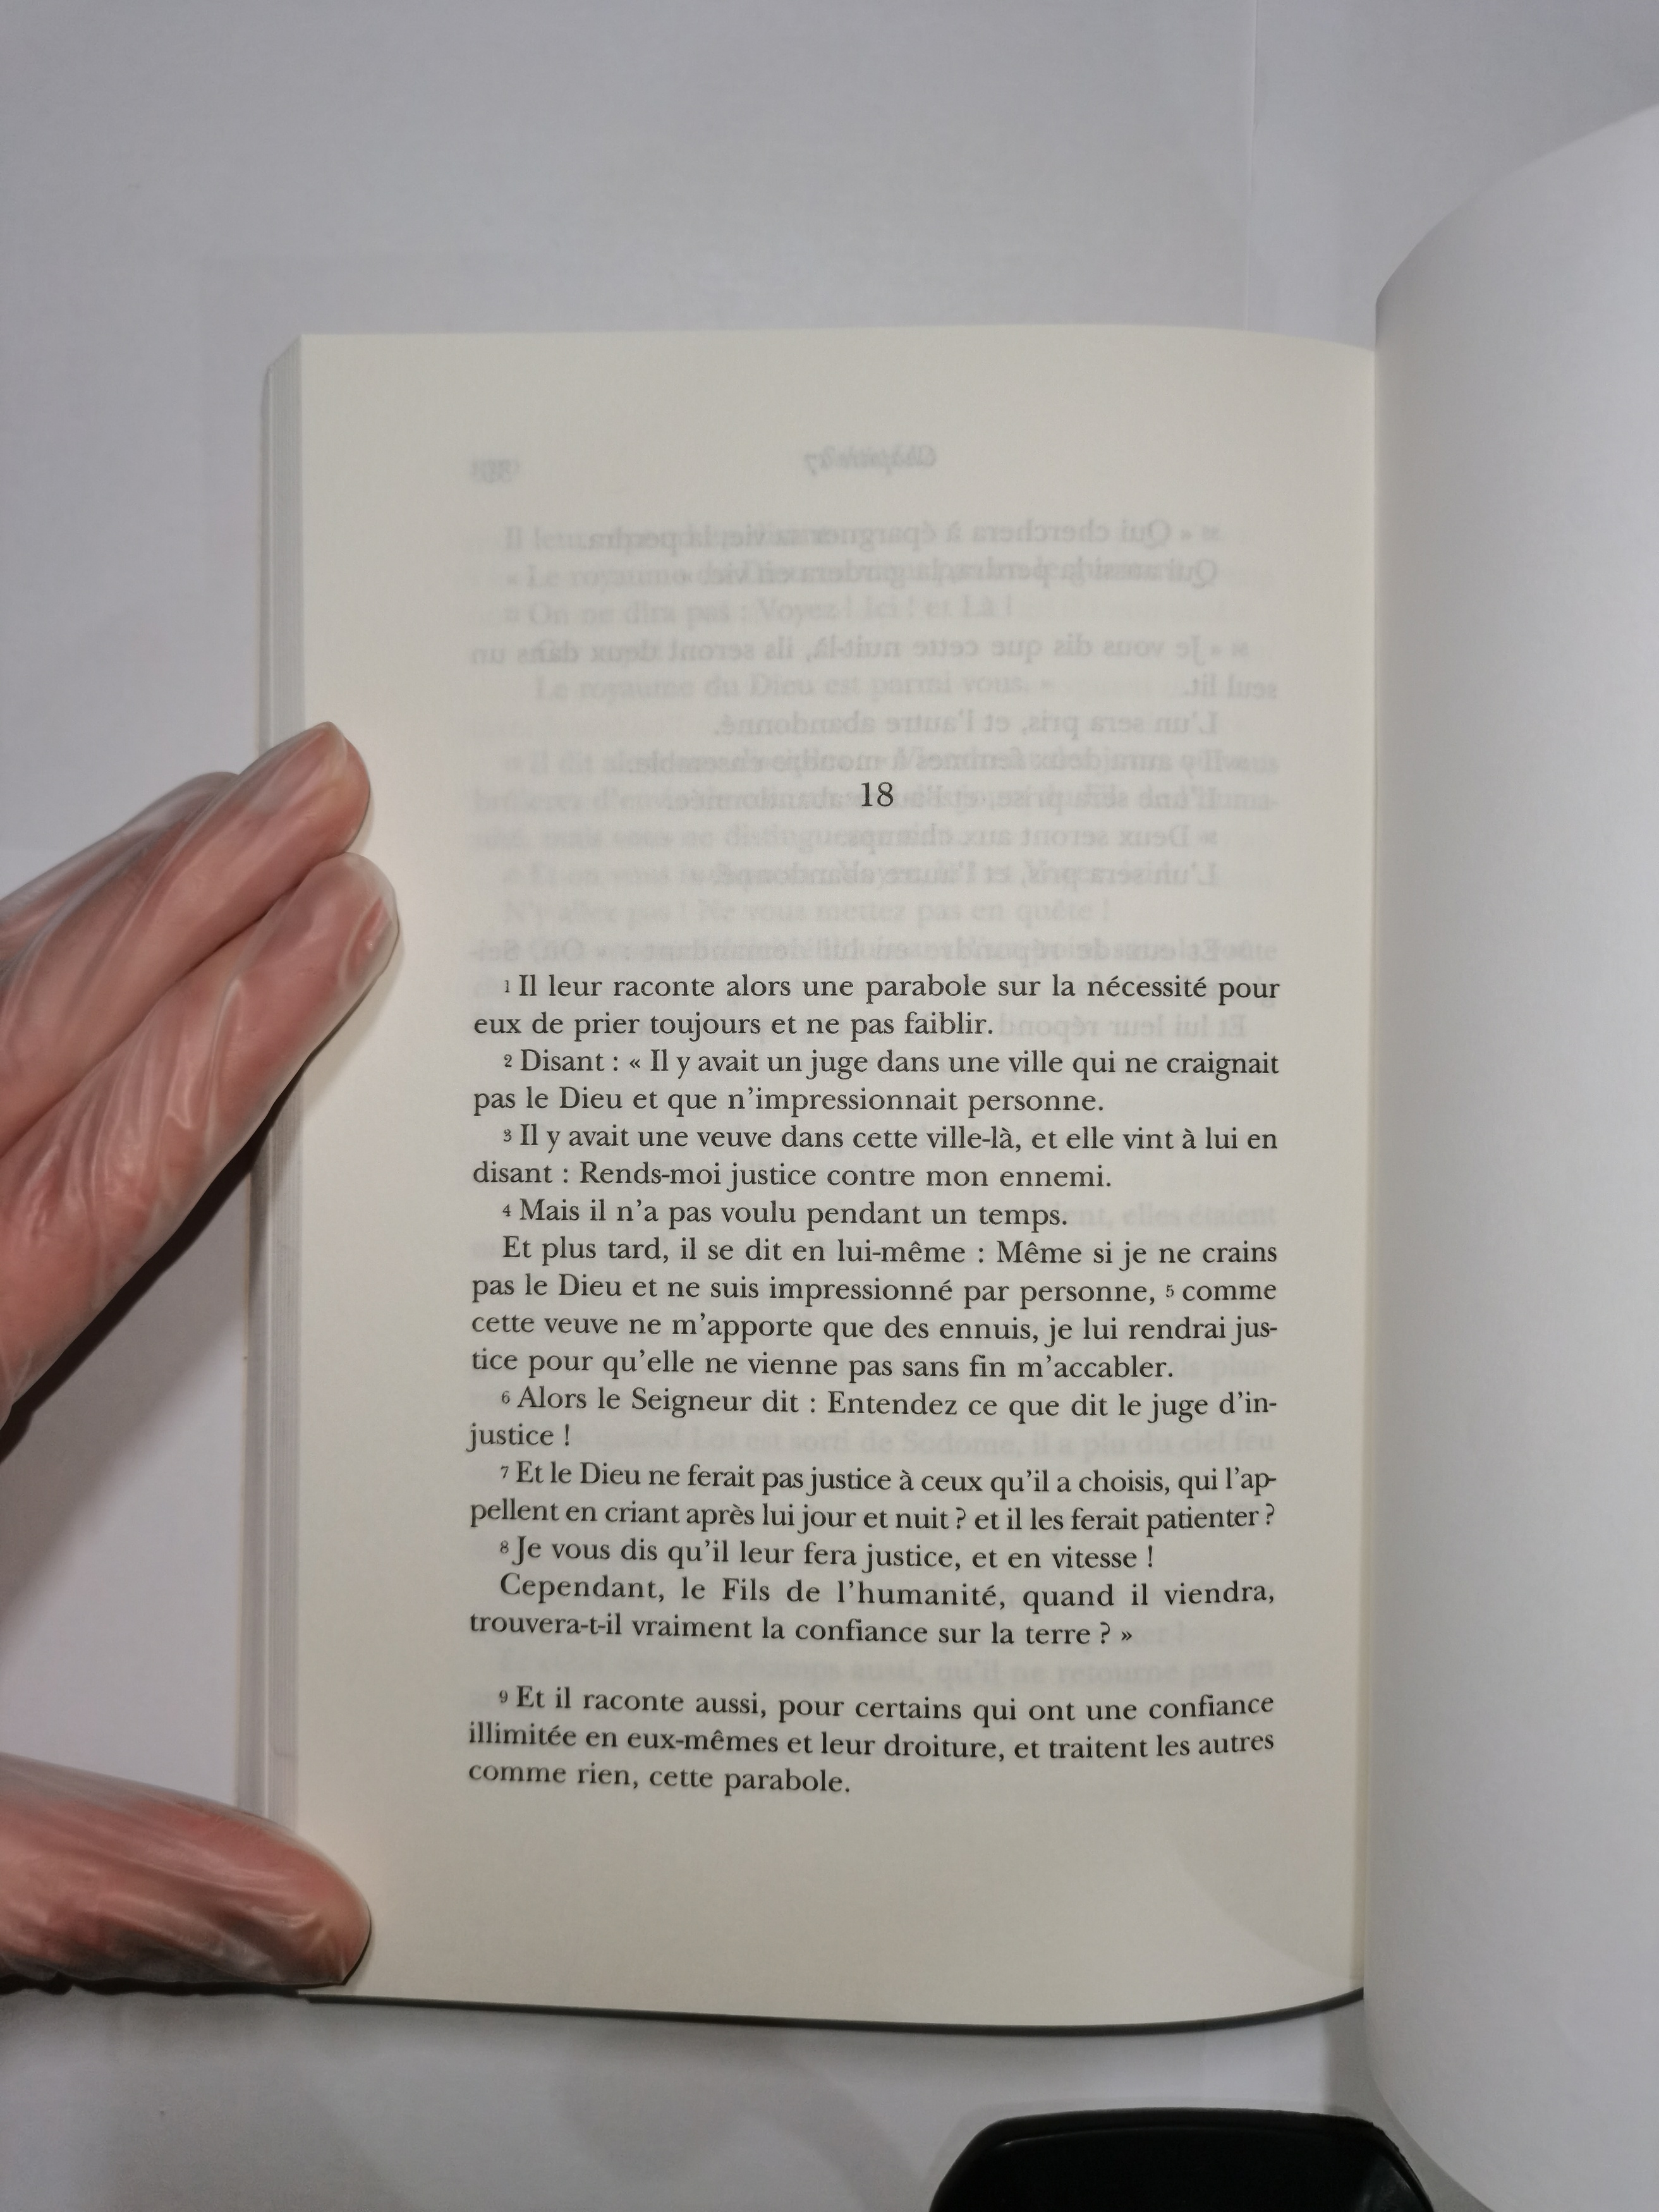 18
1 Il leur raconte alors une parabole sur la nécessité pour
eux de prier toujours et ne pas faiblir.
2 Disant : « Il y avait un juge dans une ville qui ne craignait
pas le Dieu et que n'impressionnait personne.
3 Il y avait une veuve dans cette ville-là, et elle vint à lui en
disant : Rends-moi justice contre mon ennemi.
4 Mais il n'a pas voulu pendant un temps.
Et plus tard, il se dit en lui-même : Même si je ne crains
pas le Dieu et ne suis impressionné par personne, 5 comme
cette veuve ne m'apporte que des ennuis, je lui rendrai jus-
tice pour qu'elle ne vienne pas sans fin m'accabler.
6 Alors le Seigneur dit : Entendez ce que dit le juge d'in-
justice !
7 Et le Dieu ne ferait pas justice à ceux qu'il a choisis, qui l'ap-
pellent en criant après lui jour et nuit ? et il les ferait patienter ?
8 Je vous dis qu'il leur fera justice, et en vitesse !
Cependant, le Fils de l'humanité, quand il viendra,
trouvera-t-il vraiment la confiance sur la terre ? »
9 Et il raconte aussi, pour certains qui ont une confiance
illimitée en eux-mêmes et leur droiture, et traitent les autres
comme rien, cette parabole.